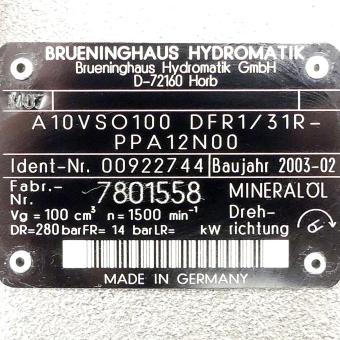 BRUENINGHAUS HYDROMATIK
Brueninghaus Hydromatik GmbH
D-72160 Horb
A10VSO100 DFR1/31R-
PPA12N00
Ident-Nr. 00922744 Baujahr 2003-02
Fabr.-Nr. 7801558 MINERALÖL
Vg = 100 cm³ n = 1500 min⁻¹ Dreh-
DR=280 bar FR= 14 bar LR= kW richtung
MADE IN GERMANY